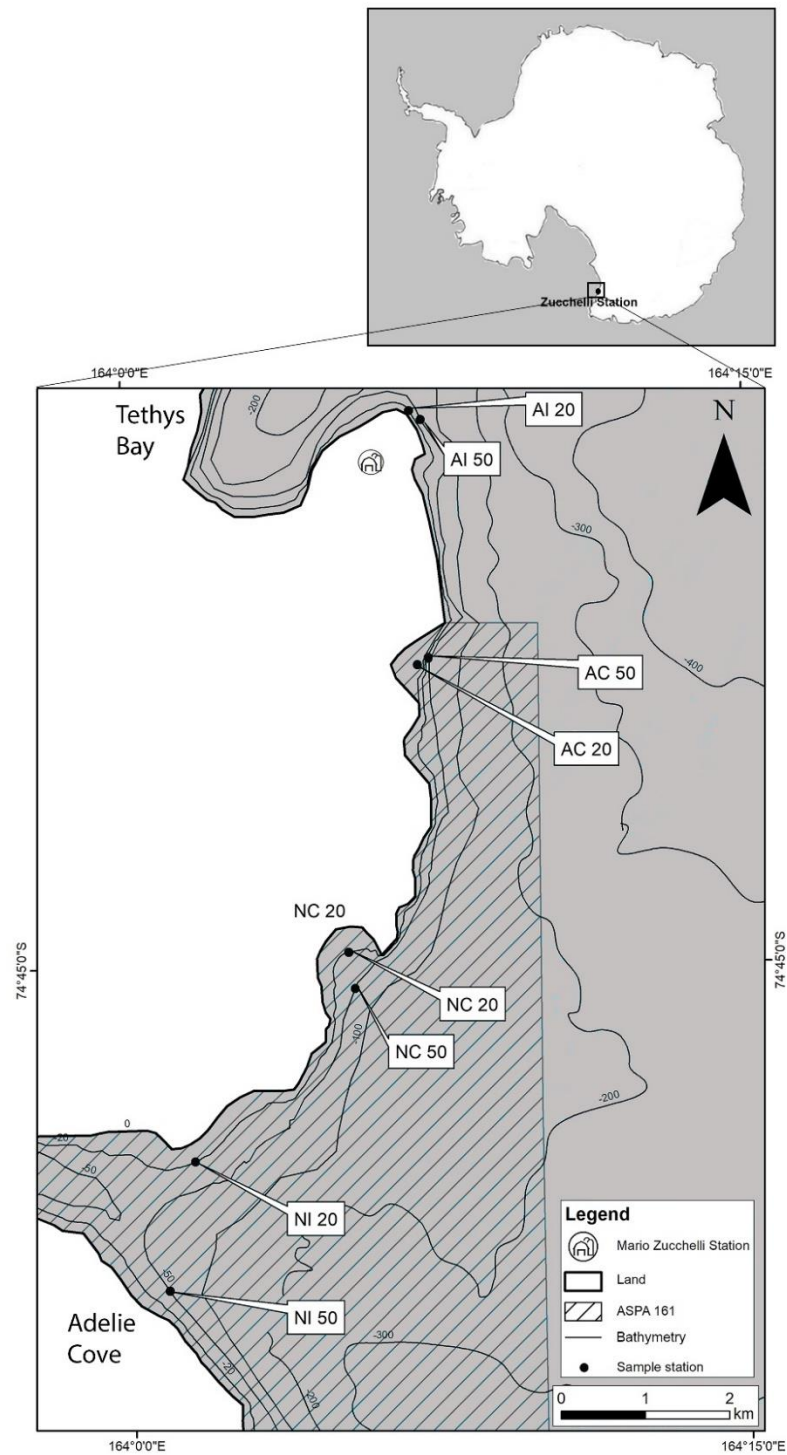 Zucchelli Station
164°0'0"E
164°15'0"E
Tethys
Bay
-200
AI 20
N
AI 50
-300
-400
AC 50
AC 20
NC 20
74°45'0"S
74°45'0"S
NC 20
NC 50
-400
-200
0
-20
-50
NI 20
-50
NI 50
Adelie
Cove
-20
-200
-300
Legend
Mario Zucchelli Station
Land
ASPA 161
Bathymetry
Sample station
0 1 2
km
164°0'0"E
164°15'0"E